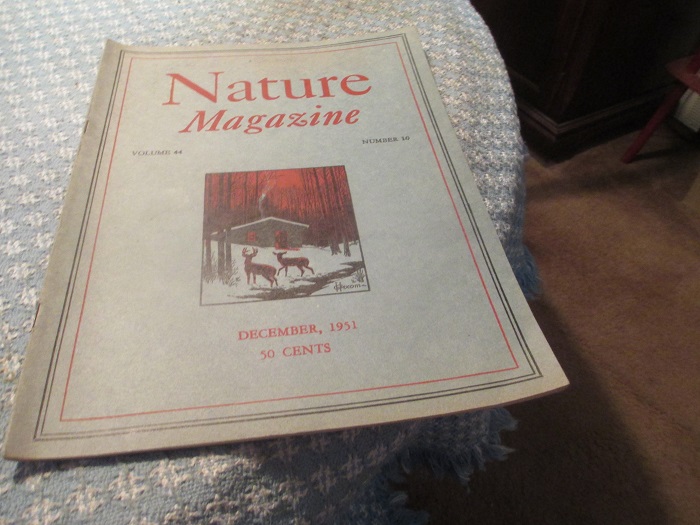 Nature
Magazine
VOLUME 44
NUMBER 10
DECEMBER, 1951
50 CENTS